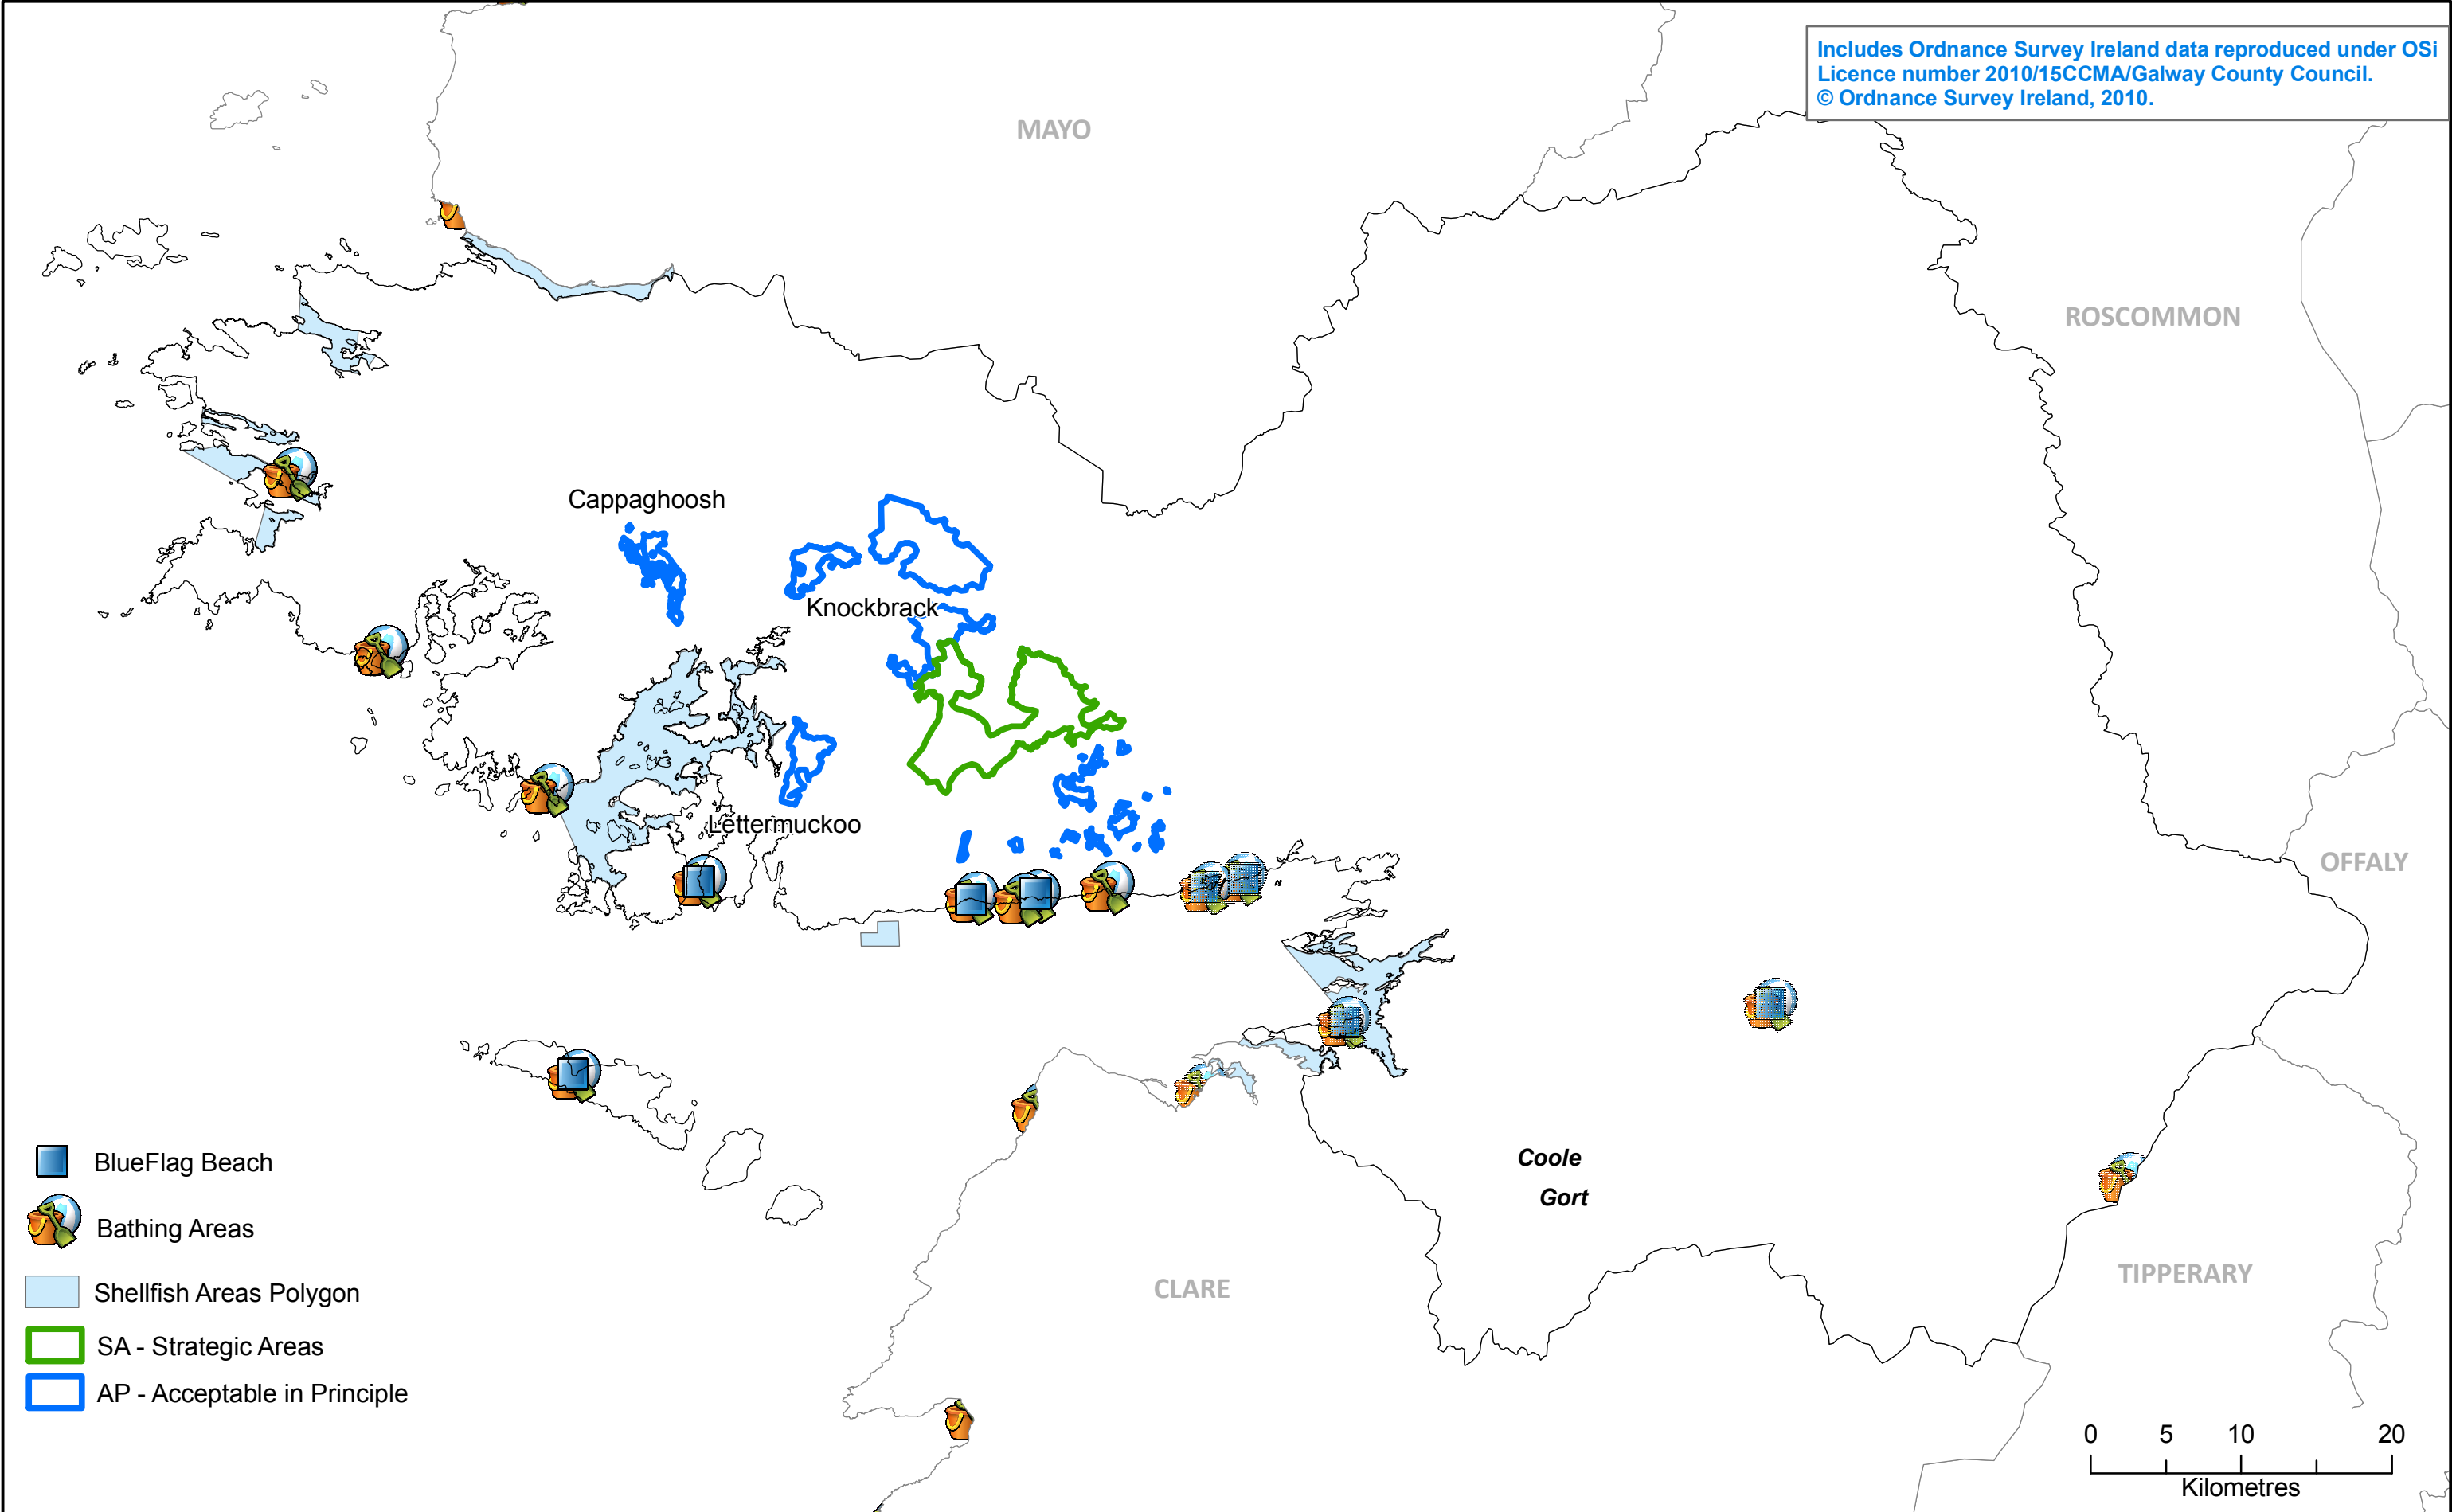 Includes Ordnance Survey Ireland data reproduced under OSi
Licence number 2010/15CCMA/Galway County Council.
© Ordnance Survey Ireland, 2010.
MAYO
ROSCOMMON
Cappaghoosh
Knockbrack
Lettermuckoo
OFFALY
Coole
Gort
CLARE
TIPPERARY
BlueFlag Beach
Bathing Areas
Shellfish Areas Polygon
SA - Strategic Areas
AP - Acceptable in Principle
0 5 10 20
Kilometres